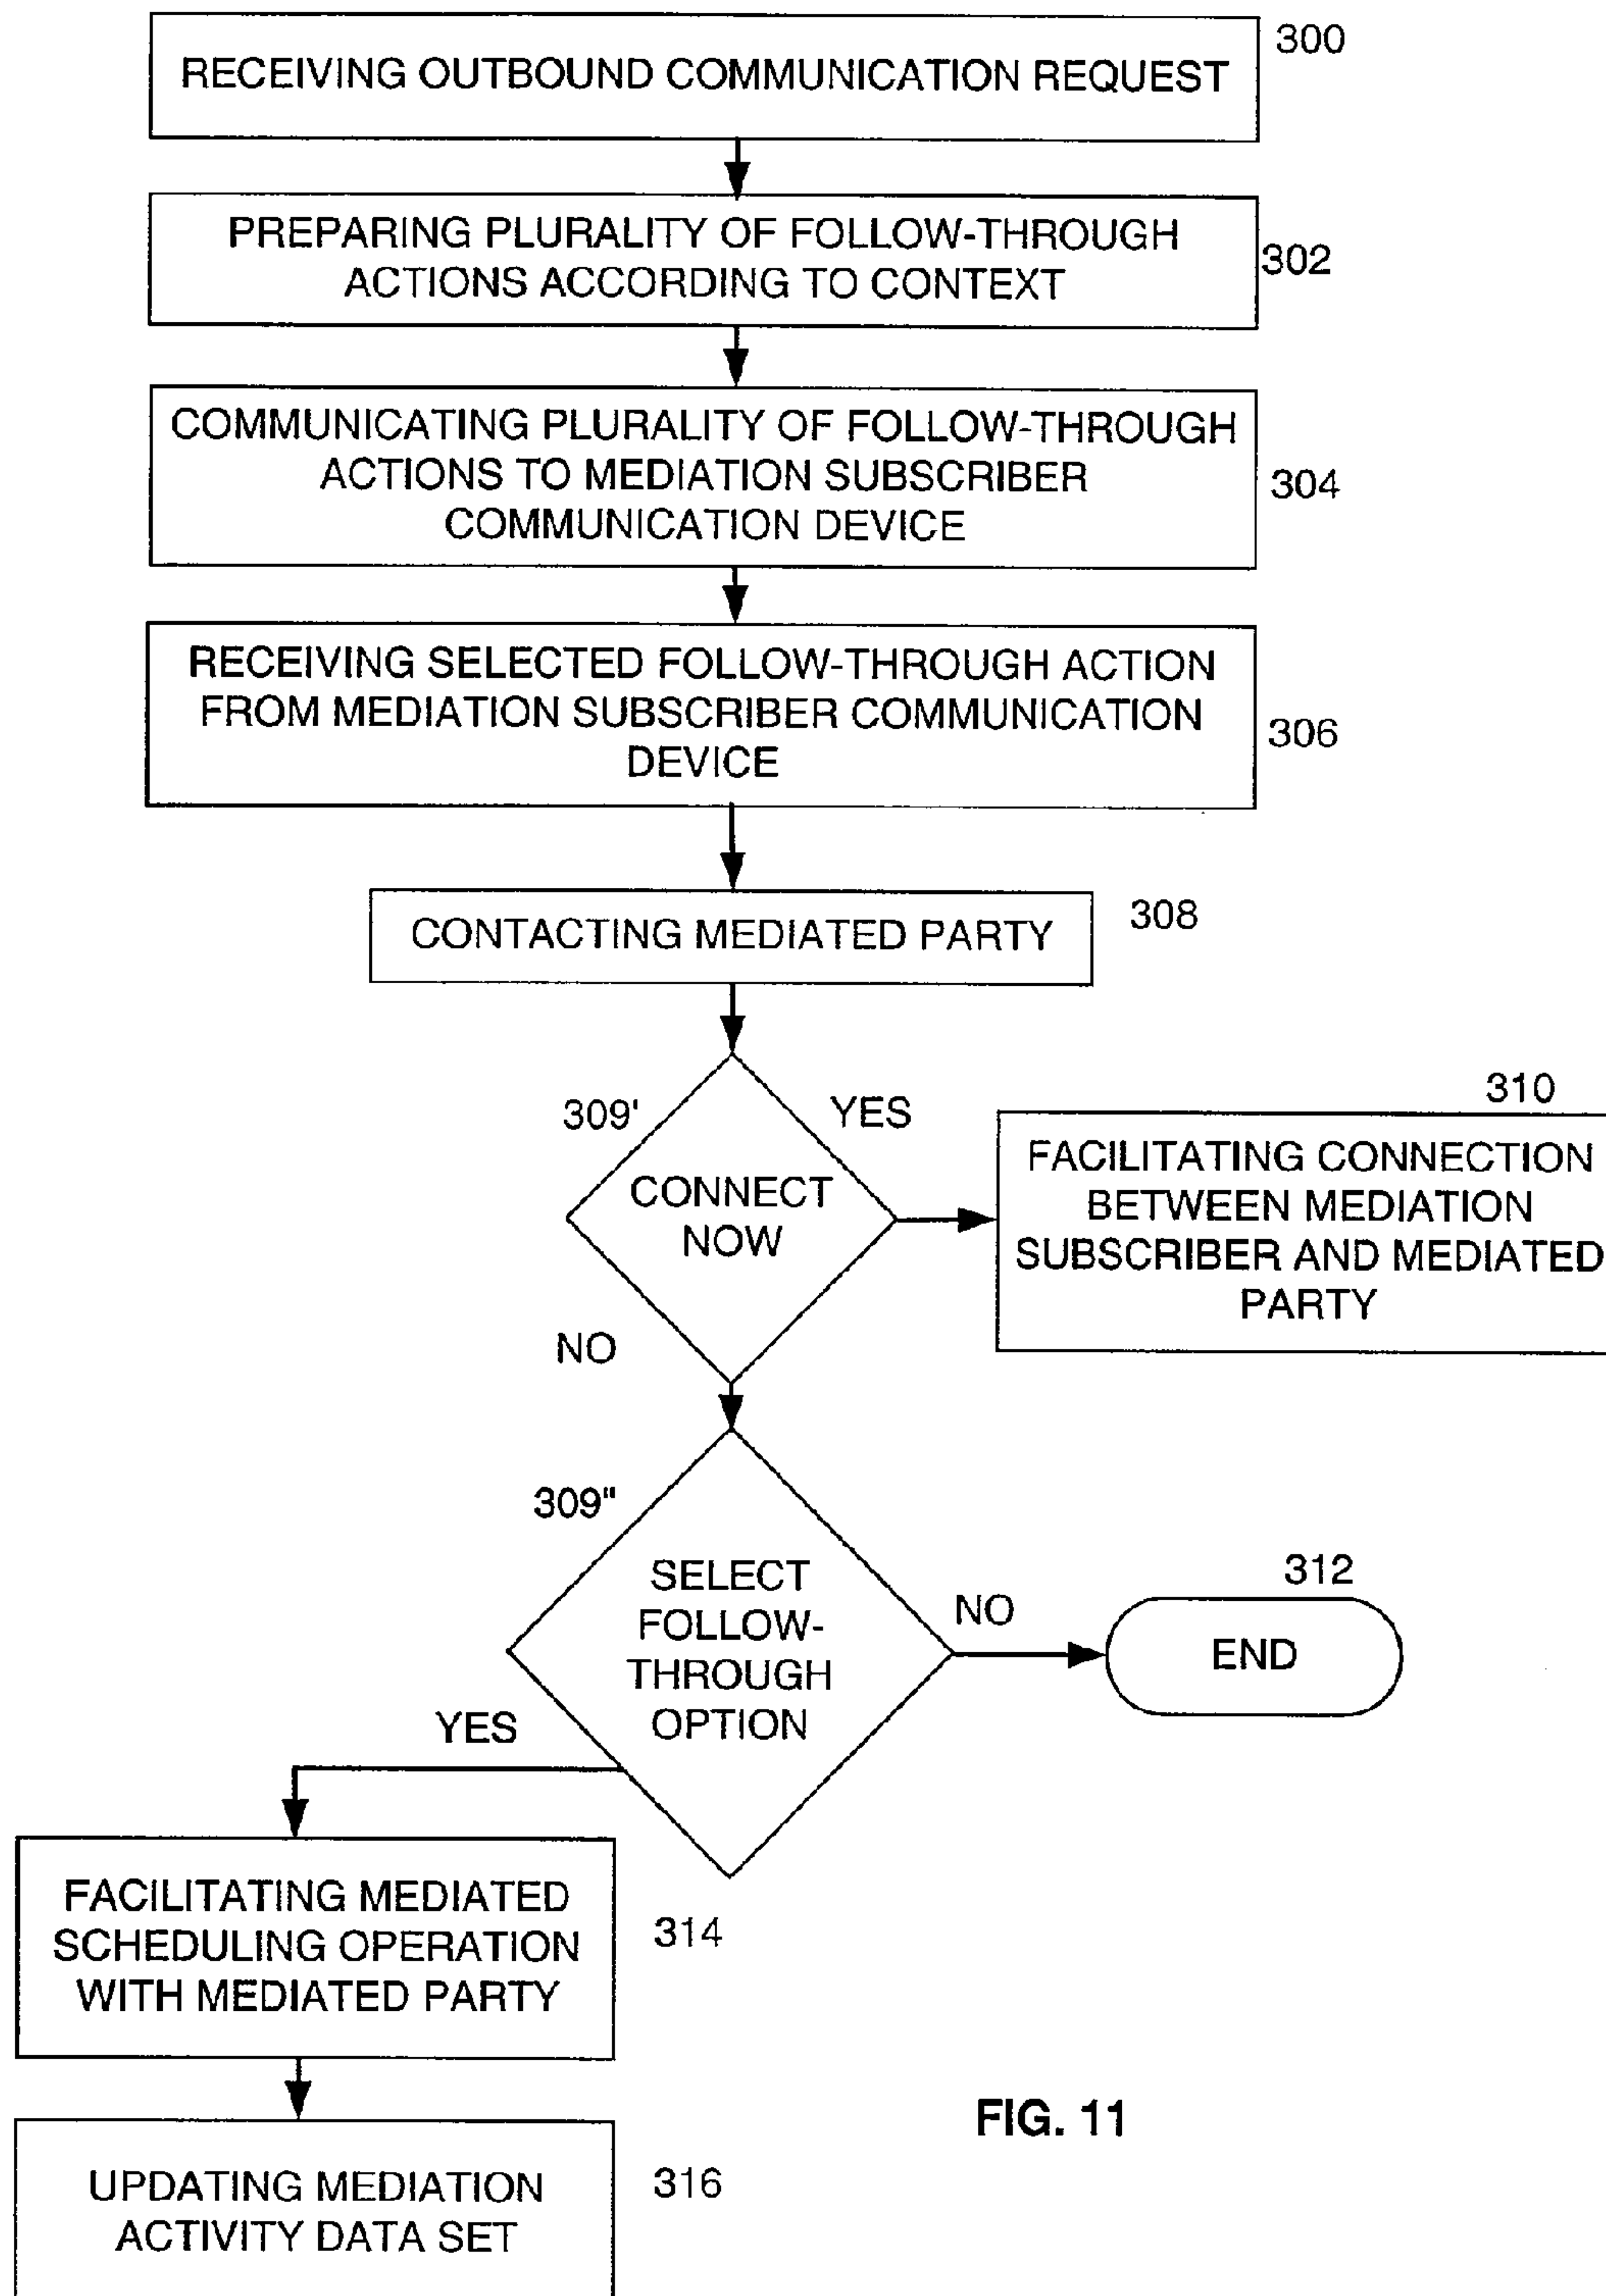 RECEIVING OUTBOUND COMMUNICATION REQUEST
300
PREPARING PLURALITY OF FOLLOW-THROUGH
ACTIONS ACCORDING TO CONTEXT
302
COMMUNICATING PLURALITY OF FOLLOW-THROUGH
ACTIONS TO MEDIATION SUBSCRIBER
COMMUNICATION DEVICE
304
RECEIVING SELECTED FOLLOW-THROUGH ACTION
FROM MEDIATION SUBSCRIBER COMMUNICATION
DEVICE
306
CONTACTING MEDIATED PARTY
308
309'
CONNECT
NOW
YES
310
FACILITATING CONNECTION
BETWEEN MEDIATION
SUBSCRIBER AND MEDIATED
PARTY
NO
309"
SELECT
FOLLOW-
THROUGH
OPTION
NO
312
END
YES
FACILITATING MEDIATED
SCHEDULING OPERATION
WITH MEDIATED PARTY
314
UPDATING MEDIATION
ACTIVITY DATA SET
316
FIG. 11